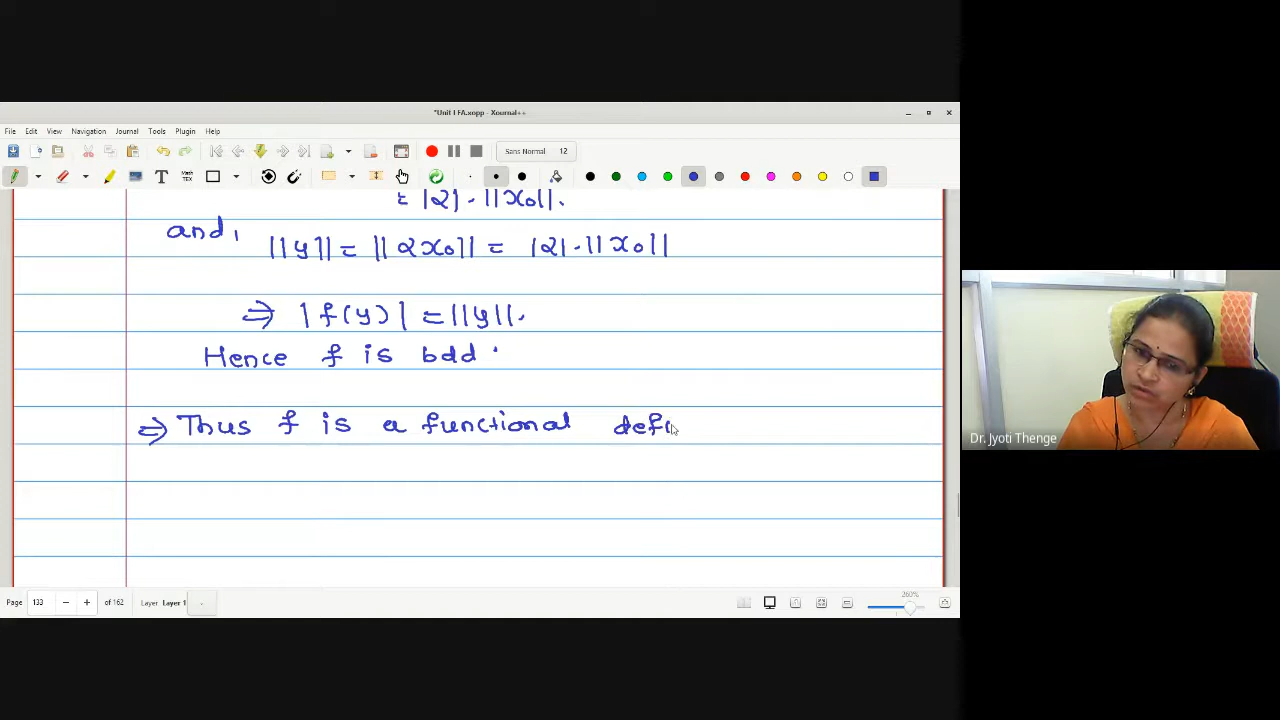 *Unit I FA.xopp - Xournal++
File Edit View Navigation Journal Tools Plugin Help
Sans Normal 12
= |α| · ||x₀||.
and, ||y|| = ||αx₀|| = |α| · ||x₀||
⇒ |f(y)| = ||y||.
Hence f is bdd.
⇒ Thus f is a functional defi
Dr. Jyoti Thenge
Page 133 of 162 Layer Layer 1
260%